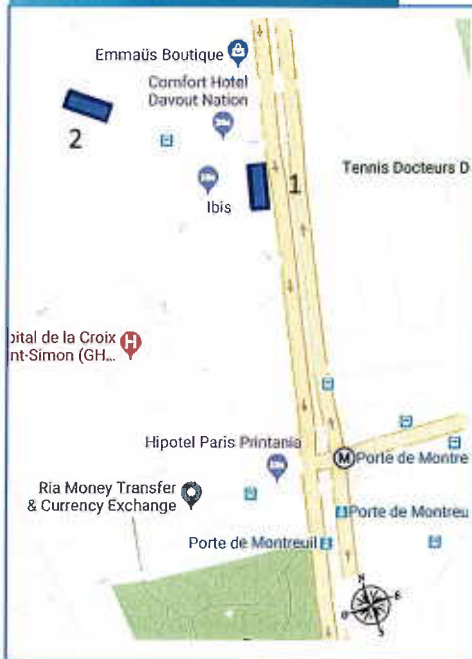 Emmaüs Boutique
Comfort Hotel
Davout Nation
2
1
Tennis Docteurs D
Ibis
H
pital de la Croix
nt-Simon (GH...
Hipotel Paris Printania
M
Porte de Montre
Ria Money Transfer
& Currency Exchange
Porte de Montreu
Porte de Montreuil
N
E
O
S